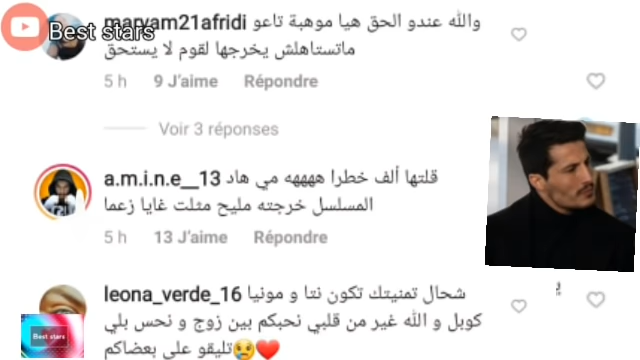 Best stars
maryam21afridi والله عندو الحق هيا موهبة تاعو
ماتستاهلش يخرجها لقوم لا يستحق
5 h 9 J’aime Répondre
Voir 3 réponses
a.m.i.n.e__13 قلتها ألف خطرا ههههه مي هاد
المسلسل خرجته مليح مثلت غايا زعما
5 h 13 J’aime Répondre
leona_verde_16 شحال تمنيتك تكون نتا و مونيا
كوبل و الله غير من قلبي نحبكم بين زوج و نحس بلي
تليقو على بعضاكم😢❤️
Best stars